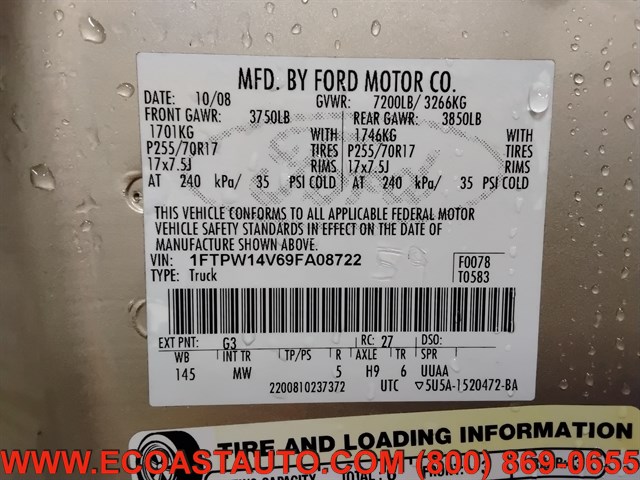 MFD. BY FORD MOTOR CO.
DATE: 10/08 GVWR: 7200LB/ 3266KG
FRONT GAWR: 3750LB REAR GAWR: 3850LB
1701KG WITH 1746KG WITH
P255/70R17 TIRES P255/70R17 TIRES
17x7.5J RIMS 17x7.5J RIMS
AT 240 kPa/ 35 PSI COLD AT 240 kPa/ 35 PSI COLD
THIS VEHICLE CONFORMS TO ALL APPLICABLE FEDERAL MOTOR
VEHICLE SAFETY STANDARDS IN EFFECT ON THE DATE OF
MANUFACTURE SHOWN ABOVE.
VIN: 1FTPW14V69FA08722 59 F0078
TYPE: Truck T0583
EXT PNT: G3 RC: 27 DSO:
WB INT TR TP/PS R AXLE TR SPR
145 MW 5 H9 6 UUAA
2200810237372 UTC ▽5U5A-1520472-BA
TIRE AND LOADING INFORMATION
WWW.ECOASTAUTO.COM (800) 869-0655